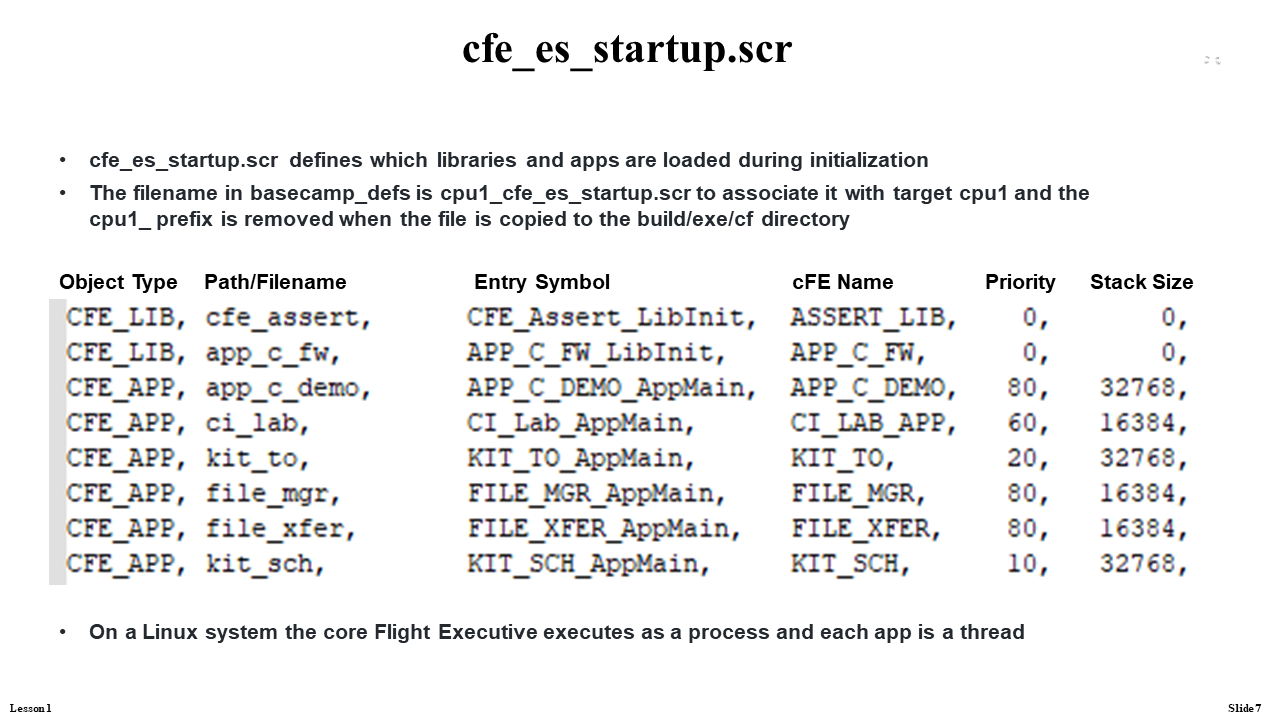 cfe_es_startup.scr
• cfe_es_startup.scr defines which libraries and apps are loaded during initialization
• The filename in basecamp_defs is cpu1_cfe_es_startup.scr to associate it with target cpu1 and the
cpu1_ prefix is removed when the file is copied to the build/exe/cf directory
Object Type Path/Filename Entry Symbol cFE Name Priority Stack Size
CFE_LIB, cfe_assert, CFE_Assert_LibInit, ASSERT_LIB, 0, 0,
CFE_LIB, app_c_fw, APP_C_FW_LibInit, APP_C_FW, 0, 0,
CFE_APP, app_c_demo, APP_C_DEMO_AppMain, APP_C_DEMO, 80, 32768,
CFE_APP, ci_lab, CI_Lab_AppMain, CI_LAB_APP, 60, 16384,
CFE_APP, kit_to, KIT_TO_AppMain, KIT_TO, 20, 32768,
CFE_APP, file_mgr, FILE_MGR_AppMain, FILE_MGR, 80, 16384,
CFE_APP, file_xfer, FILE_XFER_AppMain, FILE_XFER, 80, 16384,
CFE_APP, kit_sch, KIT_SCH_AppMain, KIT_SCH, 10, 32768,
• On a Linux system the core Flight Executive executes as a process and each app is a thread
Lesson 1 Slide 7